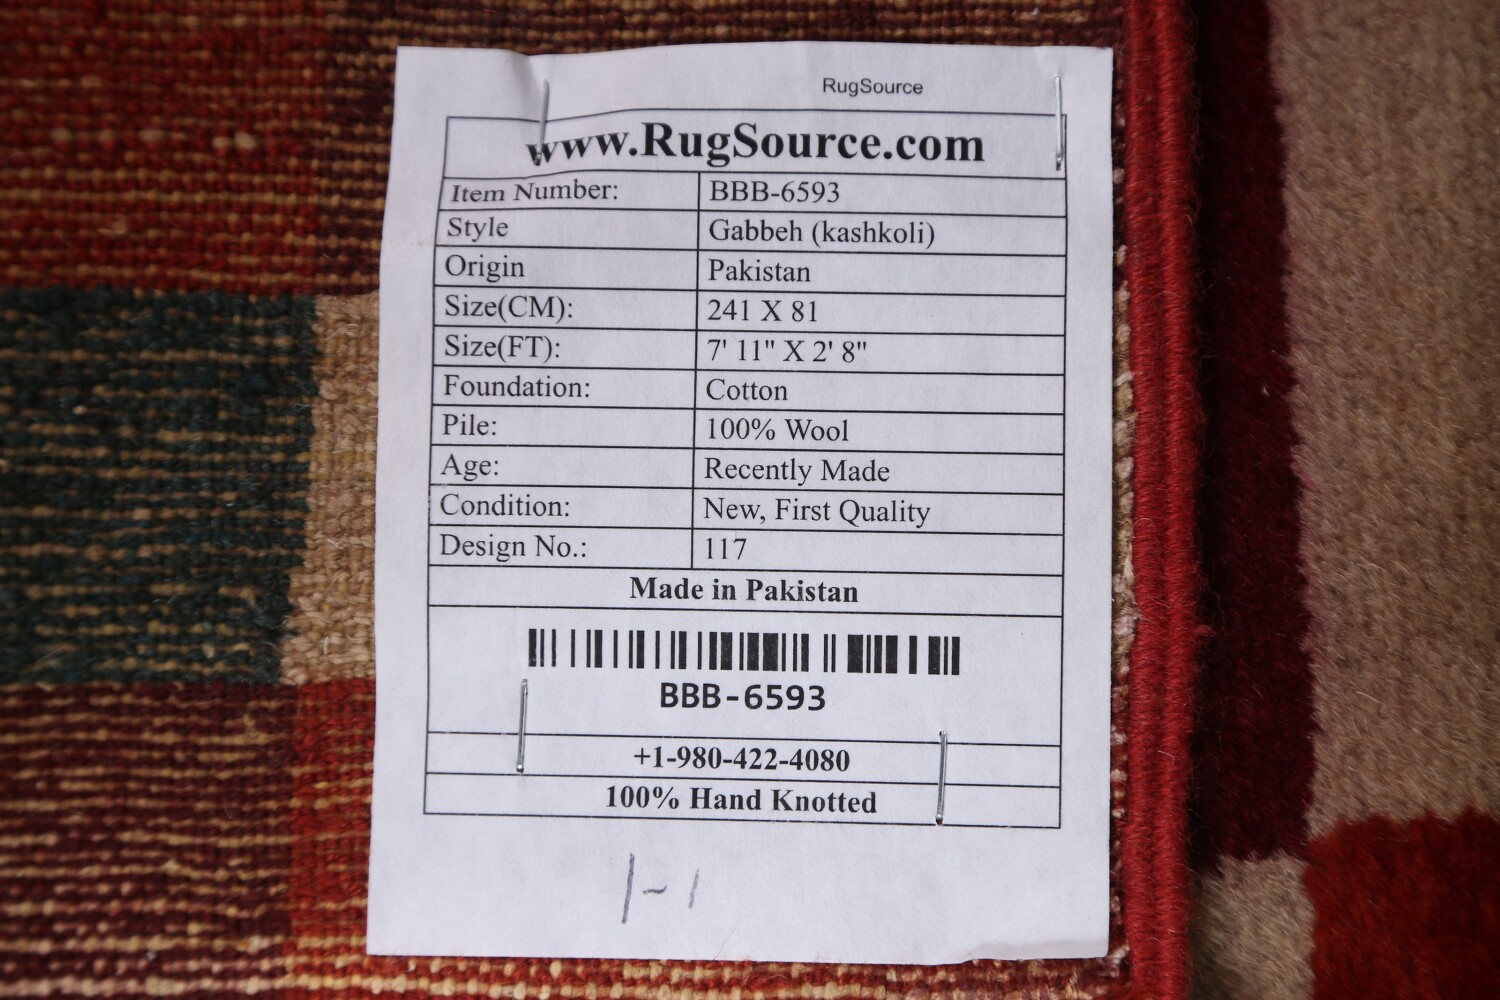 RugSource
www.RugSource.com
Item Number: BBB-6593
Style Gabbeh (kashkoli)
Origin Pakistan
Size(CM): 241 X 81
Size(FT): 7' 11" X 2' 8"
Foundation: Cotton
Pile: 100% Wool
Age: Recently Made
Condition: New, First Quality
Design No.: 117
Made in Pakistan
BBB-6593
+1-980-422-4080
100% Hand Knotted
1-1